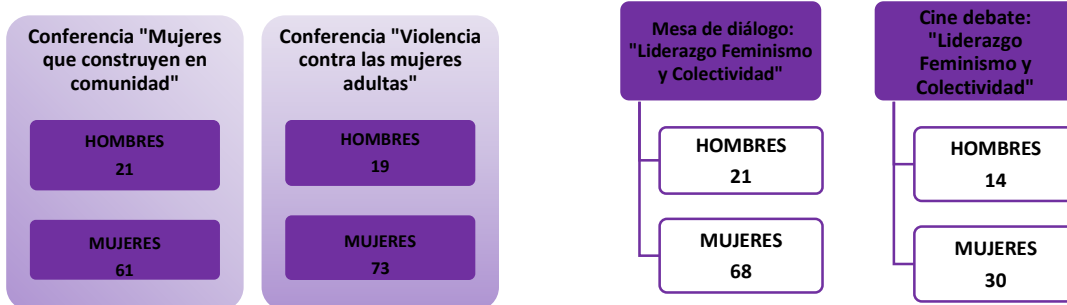 Conferencia "Mujeres
que construyen en
comunidad"
HOMBRES
21
MUJERES
61
Conferencia "Violencia
contra las mujeres
adultas"
HOMBRES
19
MUJERES
73
Mesa de diálogo:
"Liderazgo Feminismo
y Colectividad"
HOMBRES
21
MUJERES
68
Cine debate:
"Liderazgo
Feminismo y
Colectividad"
HOMBRES
14
MUJERES
30